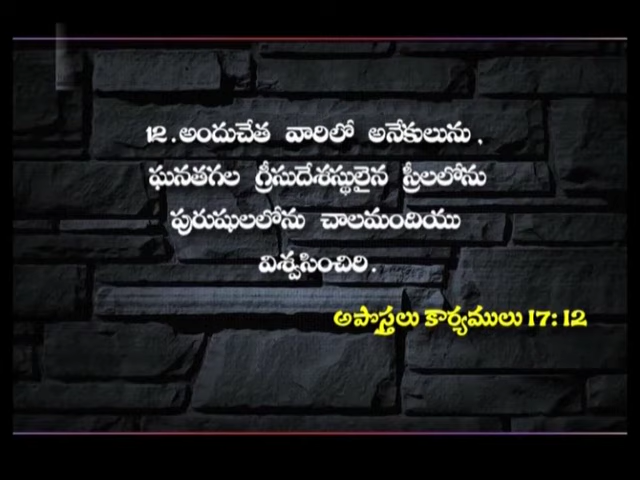 12.అందుచేత వారిలో అనేకులును,
ఘనతగల గ్రీసుదేశస్థులైన స్రీలలోను
పురుషులలోను చాలమందియు
విశ్వసించిరి.
అపొస్తలు కార్యములు 17: 12